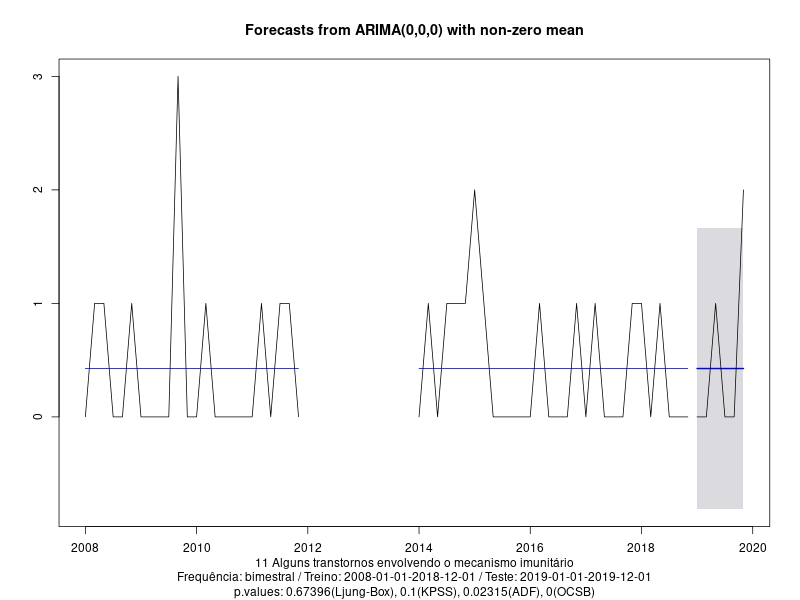 Forecasts from ARIMA(0,0,0) with non-zero mean
3
2
1
0
2008 2010 2012 2014 2016 2018 2020
11 Alguns transtornos envolvendo o mecanismo imunitário
Frequência: bimestral / Treino: 2008-01-01-2018-12-01 / Teste: 2019-01-01-2019-12-01
p.values: 0.67396(Ljung-Box), 0.1(KPSS), 0.02315(ADF), 0(OCSB)